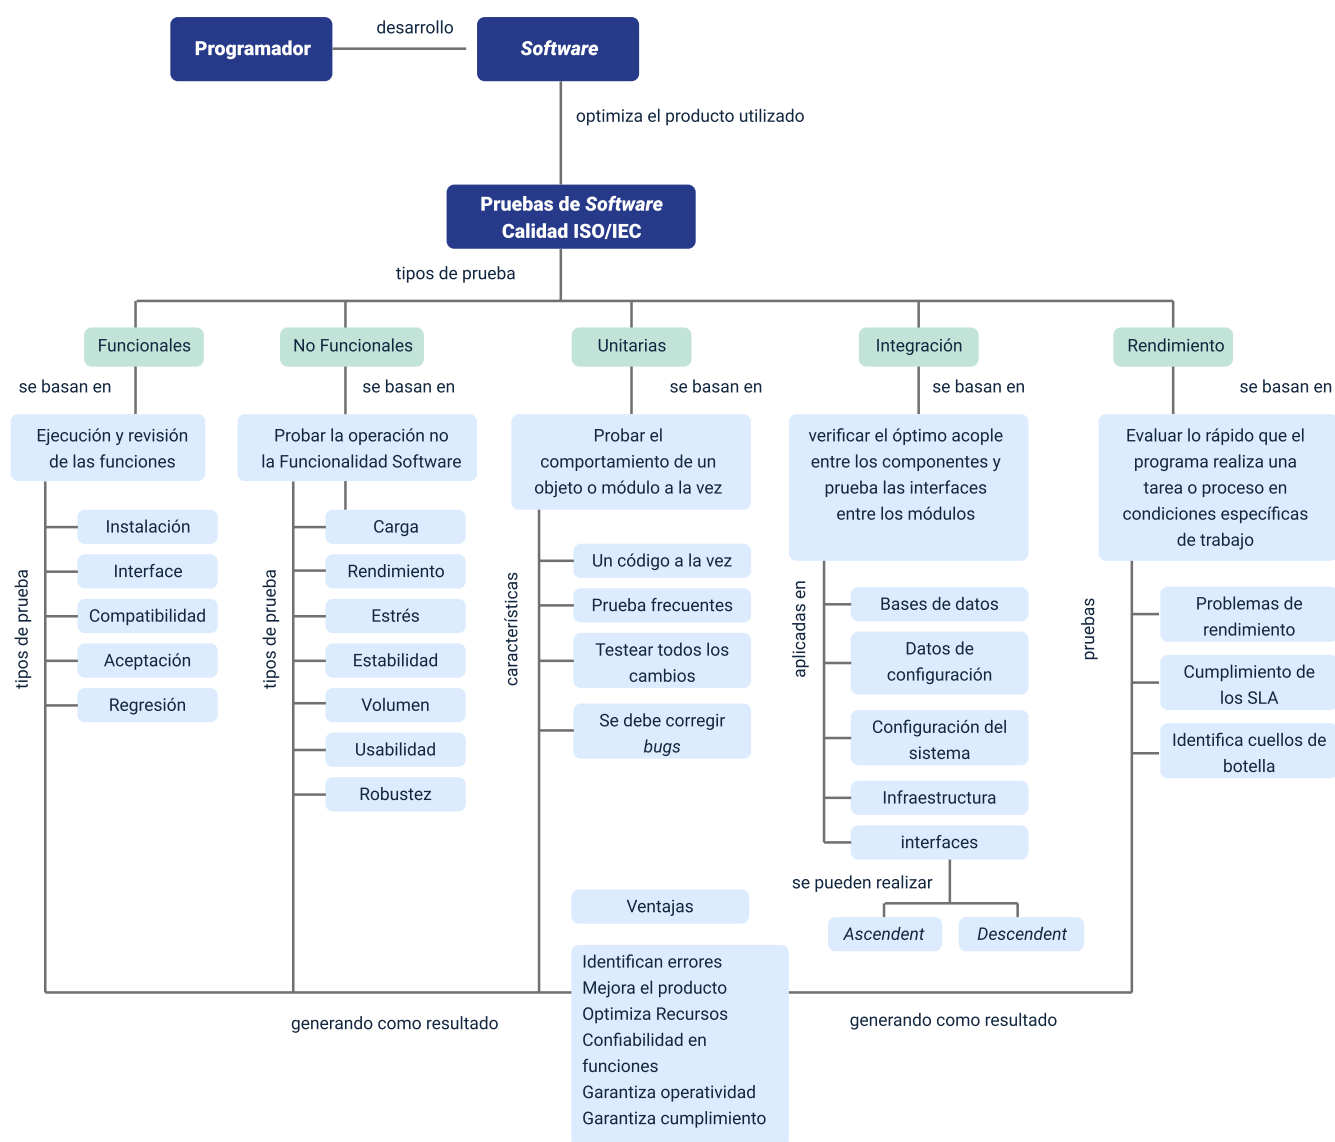 Programador
desarrollo
Software
optimiza el producto utilizado
Pruebas de Software
Calidad ISO/IEC
tipos de prueba
Funcionales
No Funcionales
Unitarias
Integración
Rendimiento
se basan en
se basan en
se basan en
se basan en
se basan en
Ejecución y revisión
de las funciones
Probar la operación no
la Funcionalidad Software
Probar el
comportamiento de un
objeto o módulo a la vez
verificar el óptimo acople
entre los componentes y
prueba las interfaces
entre los módulos
Evaluar lo rápido que el
programa realiza una
tarea o proceso en
condiciones específicas
de trabajo
tipos de prueba
Instalación
Interface
Compatibilidad
Aceptación
Regresión
tipos de prueba
Carga
Rendimiento
Estrés
Estabilidad
Volumen
Usabilidad
Robustez
características
Un código a la vez
Prueba frecuentes
Testear todos los
cambios
Se debe corregir
bugs
aplicadas en
Bases de datos
Datos de
configuración
Configuración del
sistema
Infraestructura
interfaces
se pueden realizar
Ascendent
Descendent
pruebas
Problemas de
rendimiento
Cumplimiento de
los SLA
Identifica cuellos de
botella
Ventajas
Identifican errores
Mejora el producto
Optimiza Recursos
Confiabilidad en
funciones
Garantiza operatividad
Garantiza cumplimiento
generando como resultado
generando como resultado